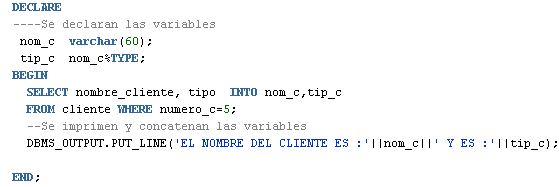 DECLARE
----Se declaran las variables
nom_c varchar(60);
tip_c nom_c%TYPE;
BEGIN
SELECT nombre_cliente, tipo INTO nom_c,tip_c
FROM cliente WHERE numero_c=5;
--Se imprimen y concatenan las variables
DBMS_OUTPUT.PUT_LINE('EL NOMBRE DEL CLIENTE ES :'||nom_c||' Y ES :'||tip_c);
END;